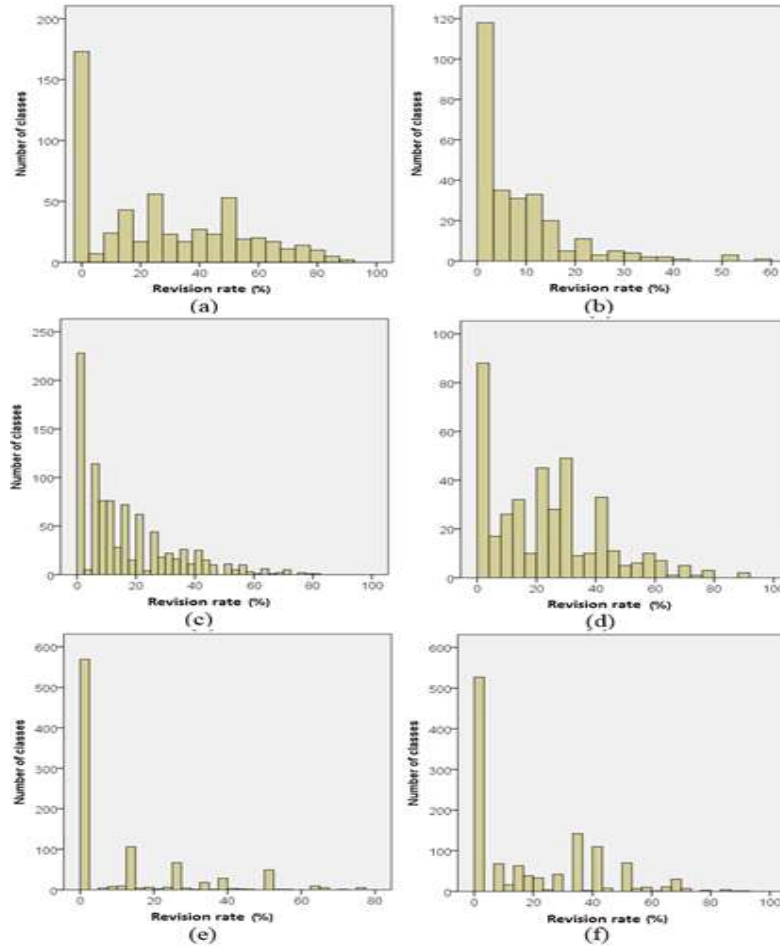 200
150
100
50
0
Number of classes
0 20 40 60 80 100
Revision rate (%)
(a)
120
100
80
60
40
20
0
Number of classes
0 10 20 30 40 50 60
Revision rate (%)
(b)
250
200
150
100
50
0
Number of classes
0 20 40 60 80 100
Revision rate (%)
(c)
100
80
60
40
20
0
Number of classes
0 20 40 60 80 100
Revision rate (%)
(d)
600
500
400
300
200
100
0
Number of classes
0 20 40 60 80
Revision rate (%)
(e)
600
500
400
300
200
100
0
Number of classes
0 20 40 60 80 100
Revision rate (%)
(f)